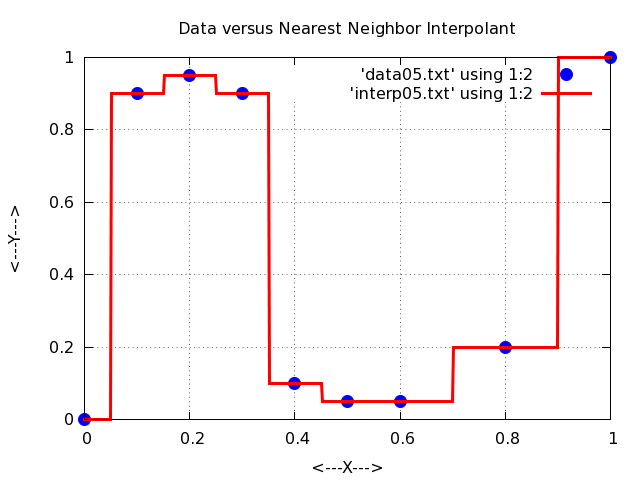 Data versus Nearest Neighbor Interpolant
1
'data05.txt' using 1:2
'interp05.txt' using 1:2
0.8
0.6
<---Y--->
0.4
0.2
0
0 0.2 0.4 0.6 0.8 1
<---X--->